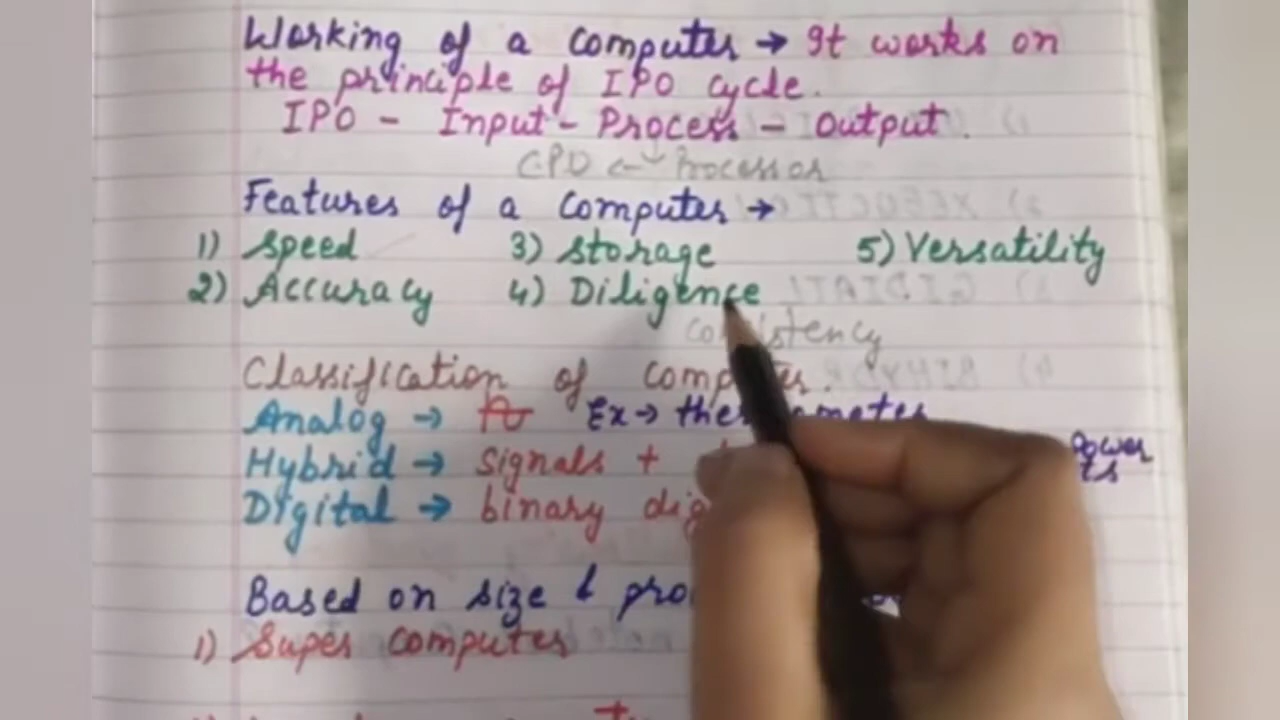 Working of a computer → It works on
the principle of IPO cycle.
IPO - Input - Process - Output.
CPU ← Processor
Features of a computer →
1) Speed 3) Storage 5) Versatility
2) Accuracy 4) Diligence
consistency
Classification of computer.
Analog → Ex → thermometer
Hybrid → Signals + Power
Digital → binary
Based on size &
1) Super computer